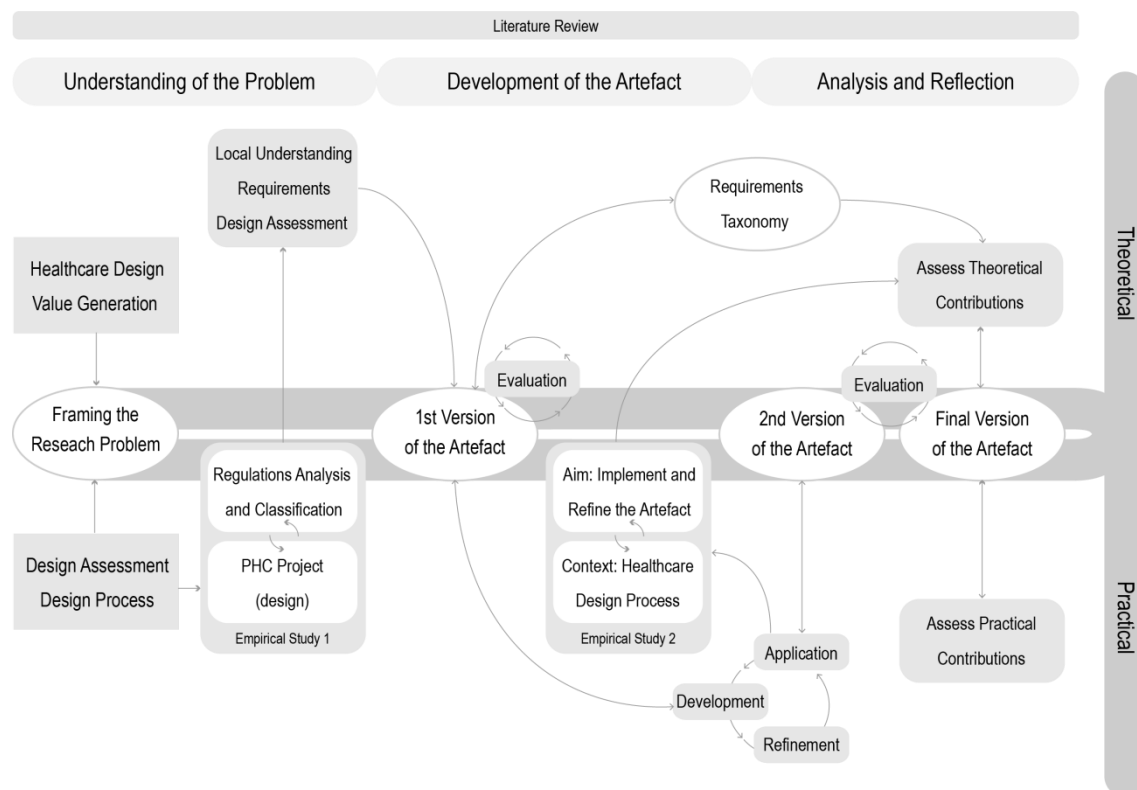 Literature Review
Understanding of the Problem
Development of the Artefact
Analysis and Reflection
Theoretical
Practical
Local Understanding
Requirements
Design Assessment
Requirements
Taxonomy
Healthcare Design
Value Generation
Assess Theoretical
Contributions
Evaluation
Evaluation
Framing the
Reseach Problem
1st Version
of the Artefact
2nd Version
of the Artefact
Final Version
of the Artefact
Regulations Analysis
and Classification
PHC Project
(design)
Empirical Study 1
Aim: Implement and
Refine the Artefact
Context: Healthcare
Design Process
Empirical Study 2
Design Assessment
Design Process
Application
Development
Refinement
Assess Practical
Contributions